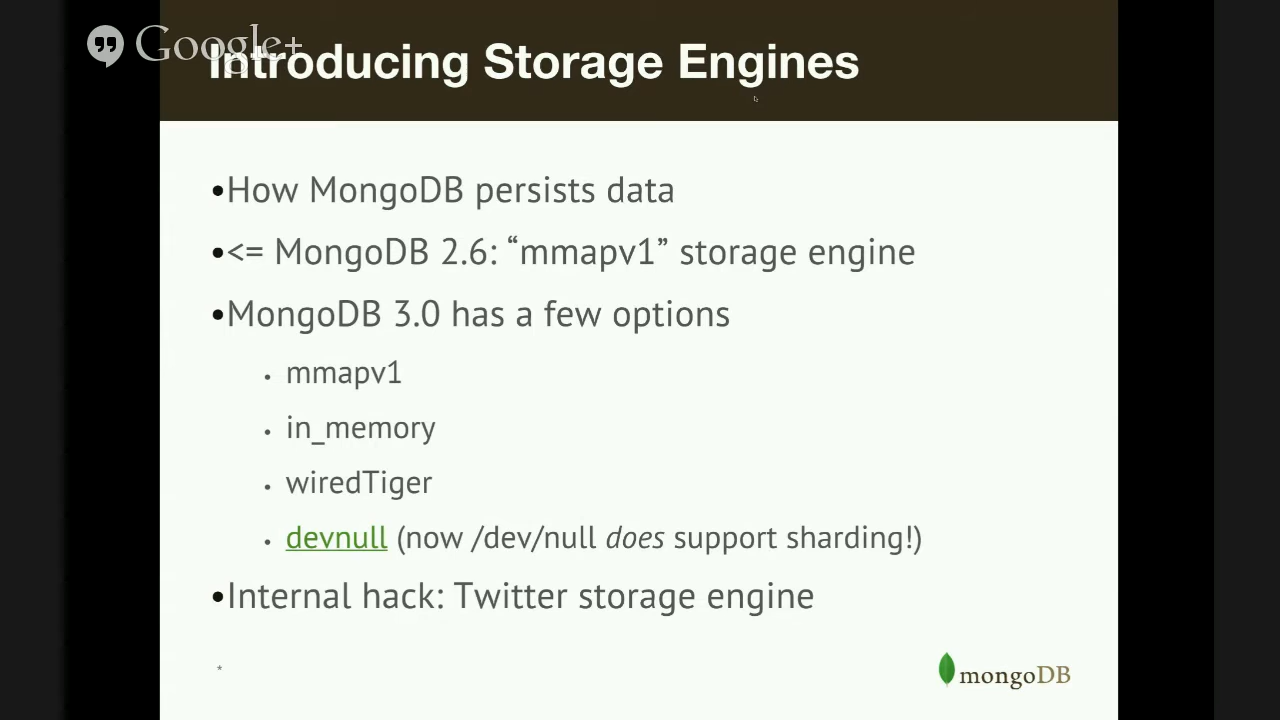 Google+
Introducing Storage Engines
•How MongoDB persists data
•<= MongoDB 2.6: “mmapv1” storage engine
•MongoDB 3.0 has a few options
• mmapv1
• in_memory
• wiredTiger
• devnull (now /dev/null does support sharding!)
•Internal hack: Twitter storage engine
*
mongoDB